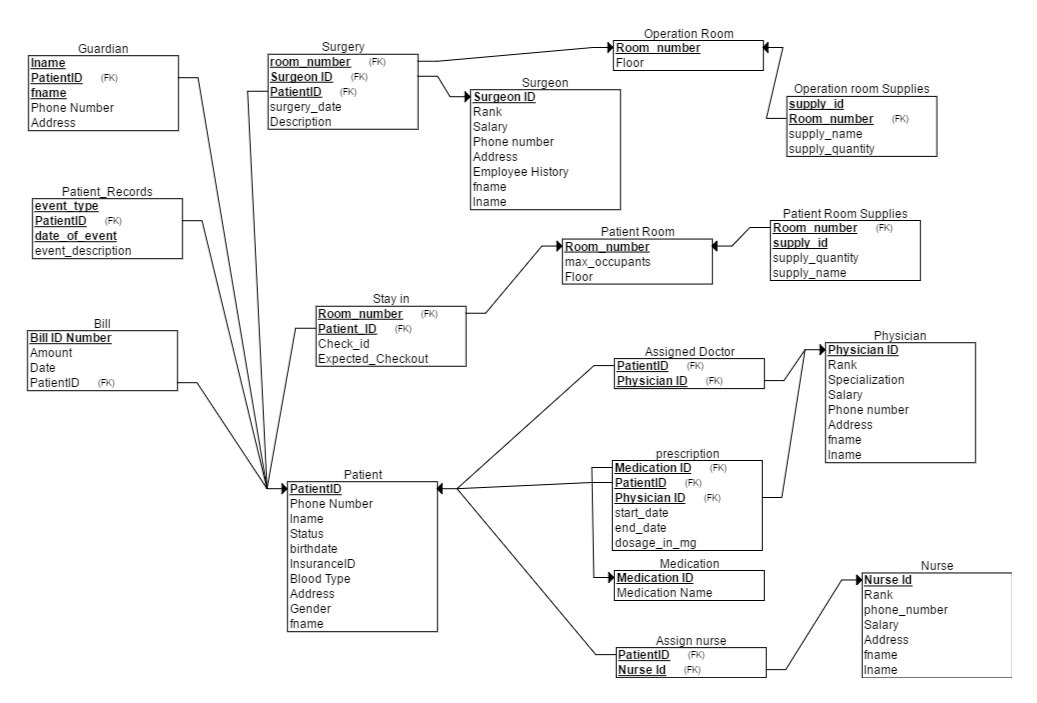 Guardian
lname
PatientID (FK)
fname
Phone Number
Address
Surgery
room_number (FK)
Surgeon ID (FK)
PatientID (FK)
surgery_date
Description
Operation Room
Room_number
Floor
Surgeon
Surgeon ID
Rank
Salary
Phone number
Address
Employee History
fname
lname
Operation room Supplies
supply_id
Room_number (FK)
supply_name
supply_quantity
Patient_Records
event_type
PatientID (FK)
date_of_event
event_description
Patient Room
Room_number
max_occupants
Floor
Patient Room Supplies
Room_number (FK)
supply_id
supply_quantity
supply_name
Stay in
Room_number (FK)
Patient_ID (FK)
Check_id
Expected_Checkout
Bill
Bill ID Number
Amount
Date
PatientID (FK)
Assigned Doctor
PatientID (FK)
Physician ID (FK)
Physician
Physician ID
Rank
Specialization
Salary
Phone number
Address
fname
lname
prescription
Medication ID (FK)
PatientID (FK)
Physician ID (FK)
start_date
end_date
dosage_in_mg
Patient
PatientID
Phone Number
lname
Status
birthdate
InsuranceID
Blood Type
Address
Gender
fname
Medication
Medication ID
Medication Name
Nurse
Nurse Id
Rank
phone_number
Salary
Address
fname
lname
Assign nurse
PatientID (FK)
Nurse Id (FK)